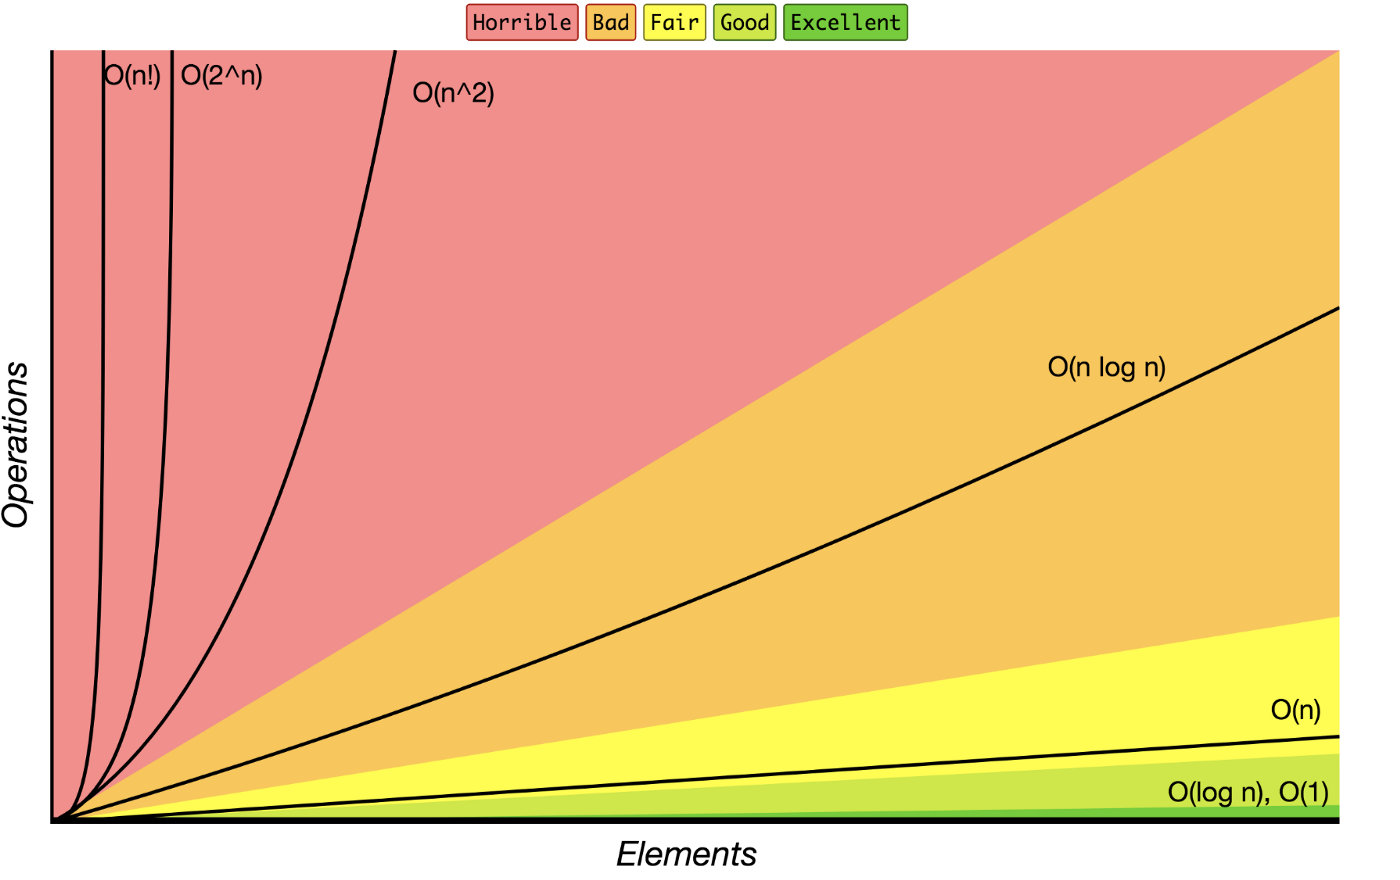 Horrible Bad Fair Good Excellent
O(n!) O(2^n)
O(n^2)
O(n log n)
Operations
O(n)
O(log n), O(1)
Elements